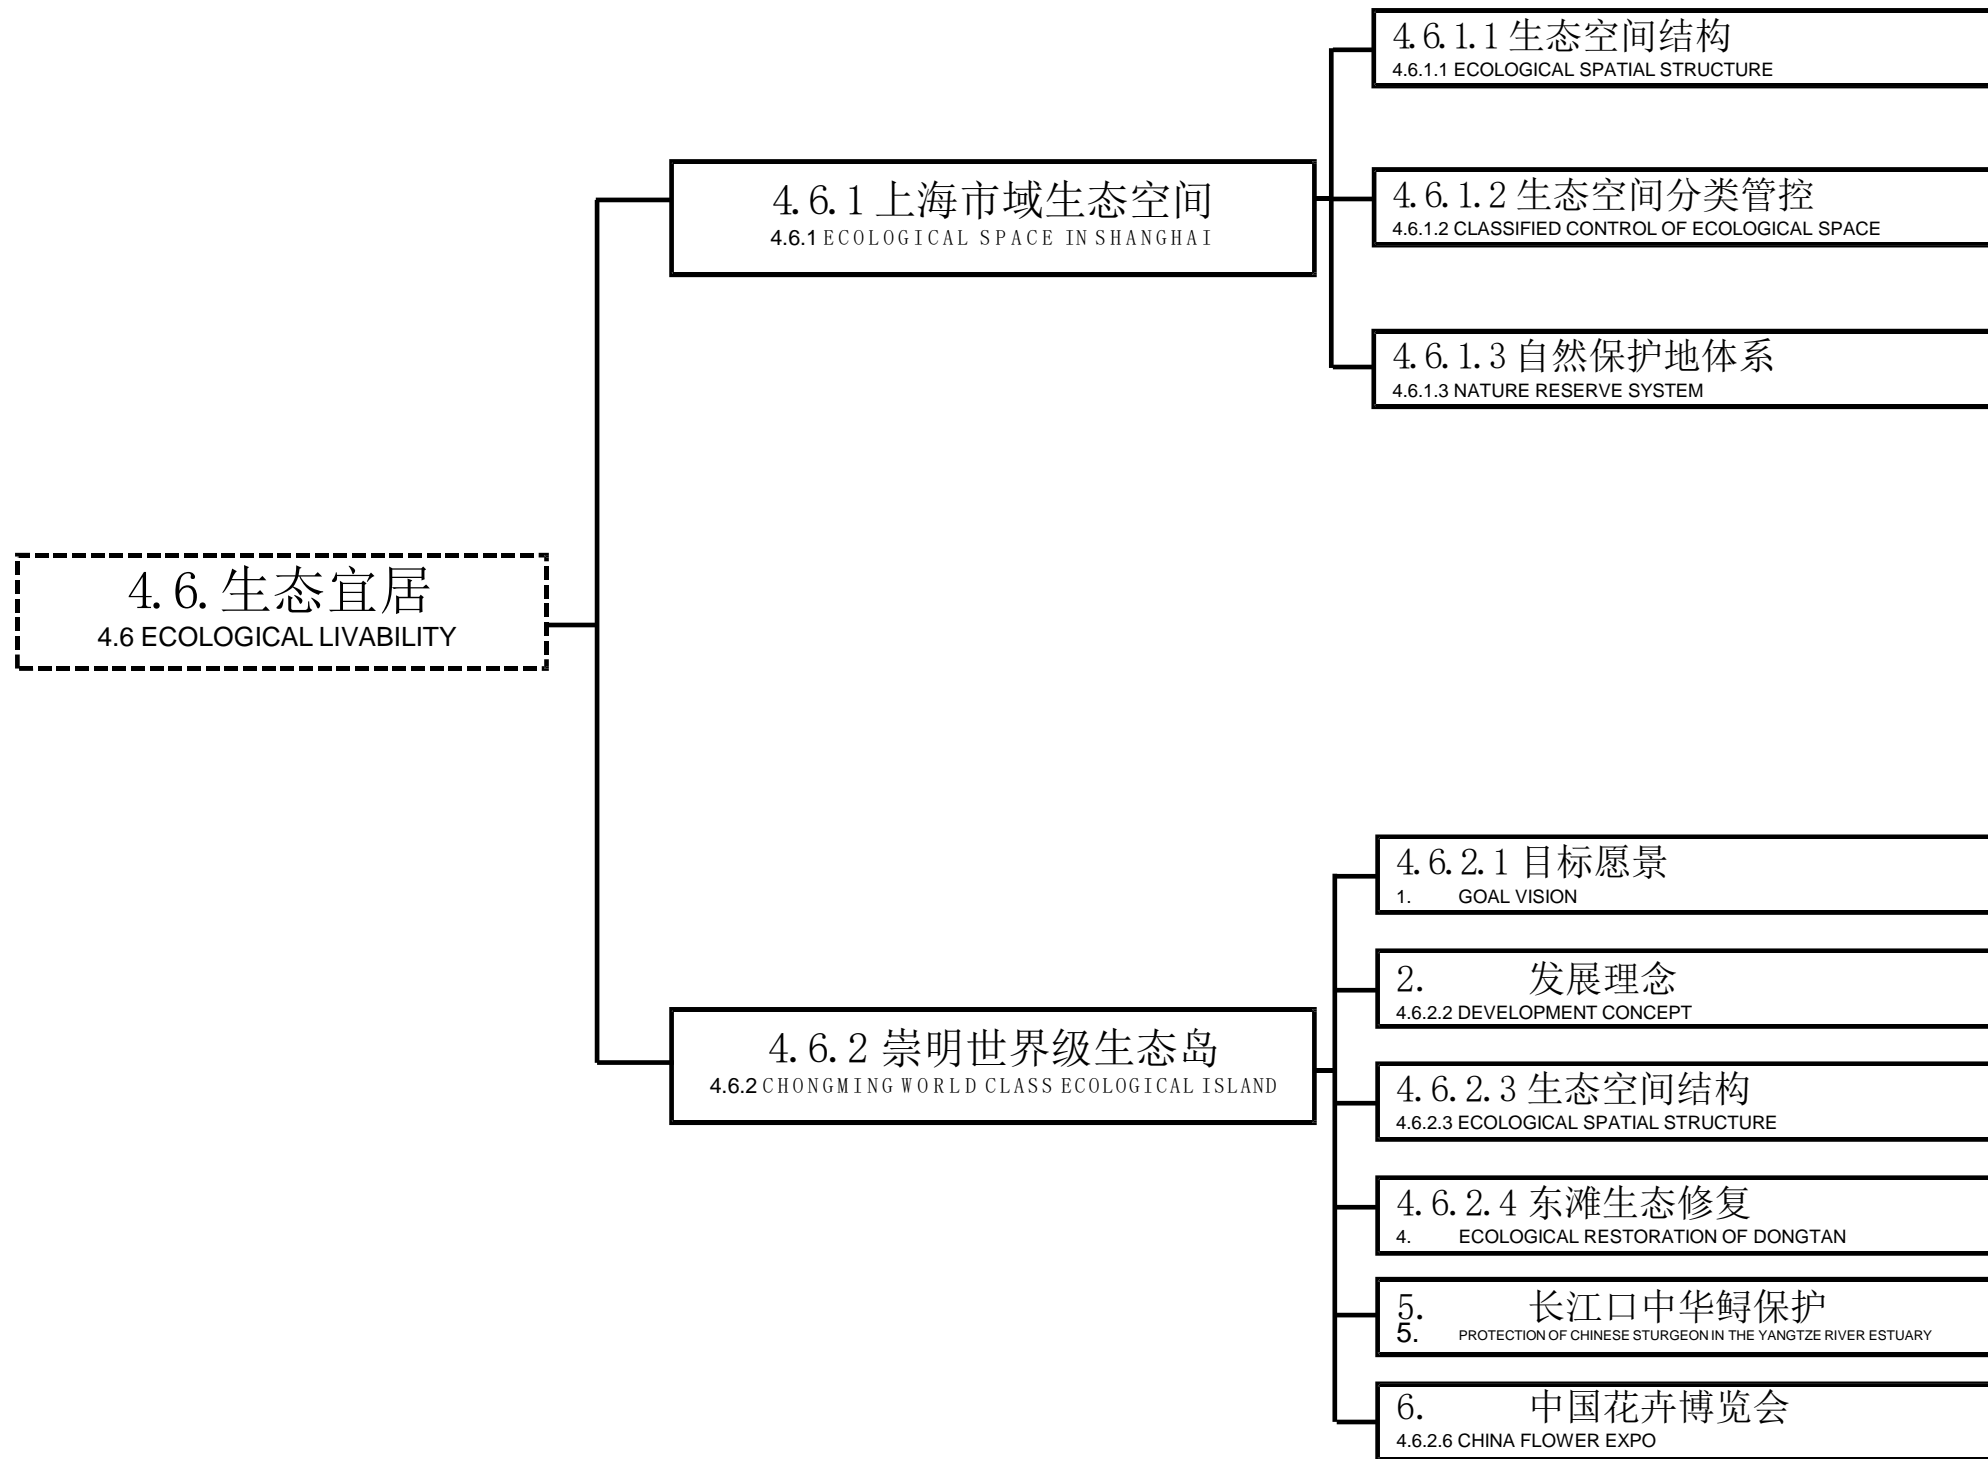 4.6.生态宜居
4.6 ECOLOGICAL LIVABILITY
4.6.1 上海市域生态空间
4.6.1 ECOLOGICAL SPACE IN SHANGHAI
4.6.1.1 生态空间结构
4.6.1.1 ECOLOGICAL SPATIAL STRUCTURE
4.6.1.2 生态空间分类管控
4.6.1.2 CLASSIFIED CONTROL OF ECOLOGICAL SPACE
4.6.1.3 自然保护地体系
4.6.1.3 NATURE RESERVE SYSTEM
4.6.2 崇明世界级生态岛
4.6.2 CHONGMING WORLD CLASS ECOLOGICAL ISLAND
4.6.2.1 目标愿景
1. GOAL VISION
2. 发展理念
4.6.2.2 DEVELOPMENT CONCEPT
4.6.2.3 生态空间结构
4.6.2.3 ECOLOGICAL SPATIAL STRUCTURE
4.6.2.4 东滩生态修复
4. ECOLOGICAL RESTORATION OF DONGTAN
5. 长江口中华鲟保护
5. PROTECTION OF CHINESE STURGEON IN THE YANGTZE RIVER ESTUARY
6. 中国花卉博览会
4.6.2.6 CHINA FLOWER EXPO